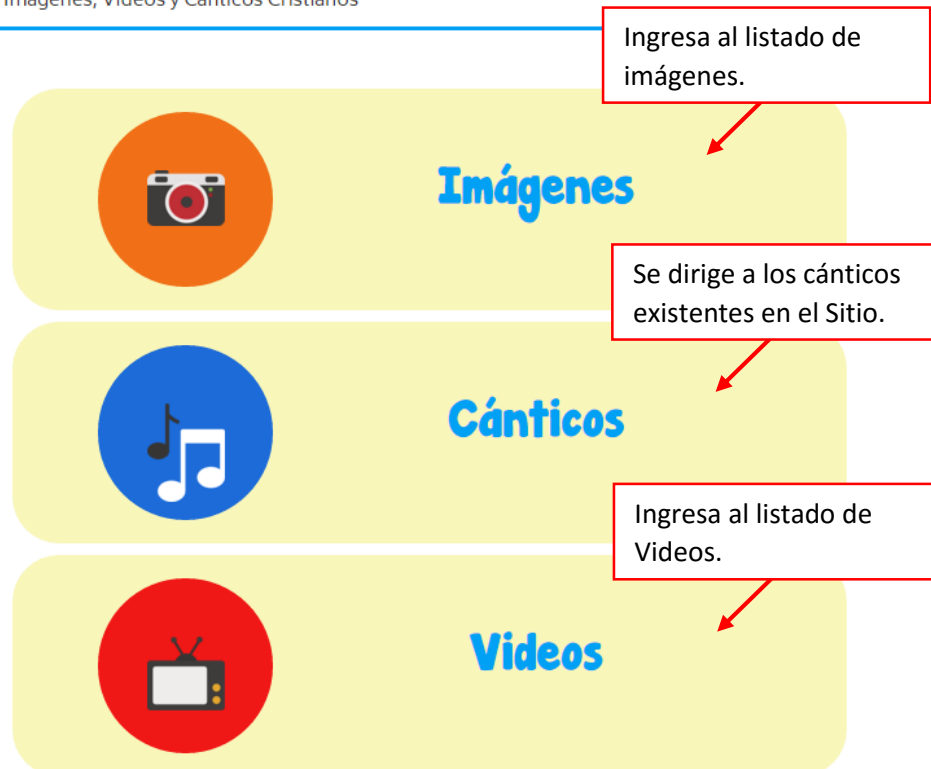 Imágenes, Videos y Cánticos Cristianos
Ingresa al listado de
imágenes.
Imágenes
Se dirige a los cánticos
existentes en el Sitio.
Cánticos
Ingresa al listado de
Videos.
Videos